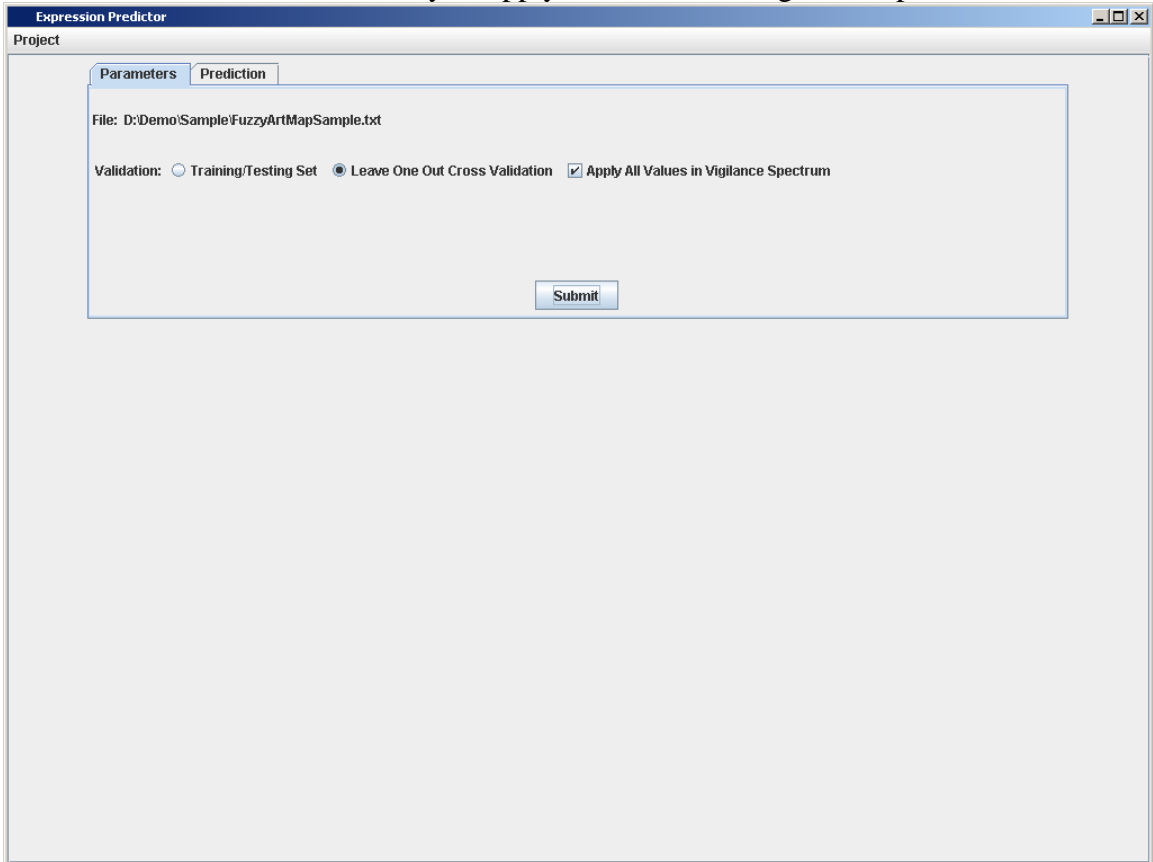 Expression Predictor
Project
Parameters Prediction
File: D:\Demo\Sample\FuzzyArtMapSample.txt
Validation: Training/Testing Set Leave One Out Cross Validation Apply All Values in Vigilance Spectrum
Submit